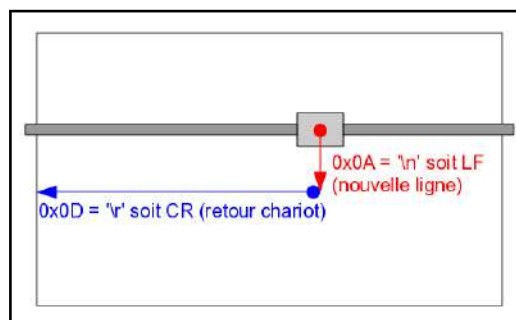 0x0A = '\n' soit LF
(nouvelle ligne)
0x0D = '\r' soit CR (retour chariot)